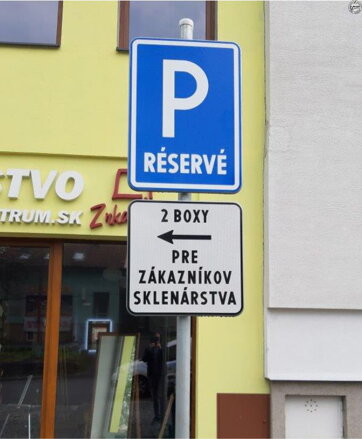 P
RÉSERVÉ
2 BOXY
PRE
ZÁKAZNÍKOV
SKLENÁRSTVA
STVO
TRUM.SK